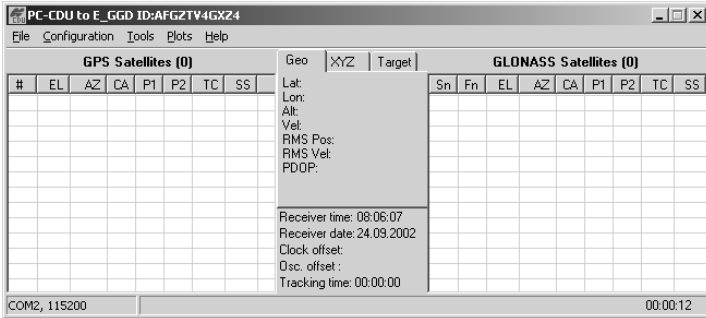 PC-CDU to E_GGD ID:AFGZTV4GXZ4
File Configuration Tools Plots Help
GPS Satellites (0)
# EL AZ CA P1 P2 TC SS
Geo XYZ Target
Lat:
Lon:
Alt:
Vel:
RMS Pos:
RMS Vel:
PDOP:
Receiver time: 08:06:07
Receiver date: 24.09.2002
Clock offset:
Osc. offset :
Tracking time: 00:00:00
GLONASS Satellites (0)
Sn Fn EL AZ CA P1 P2 TC SS
COM2, 115200
00:00:12